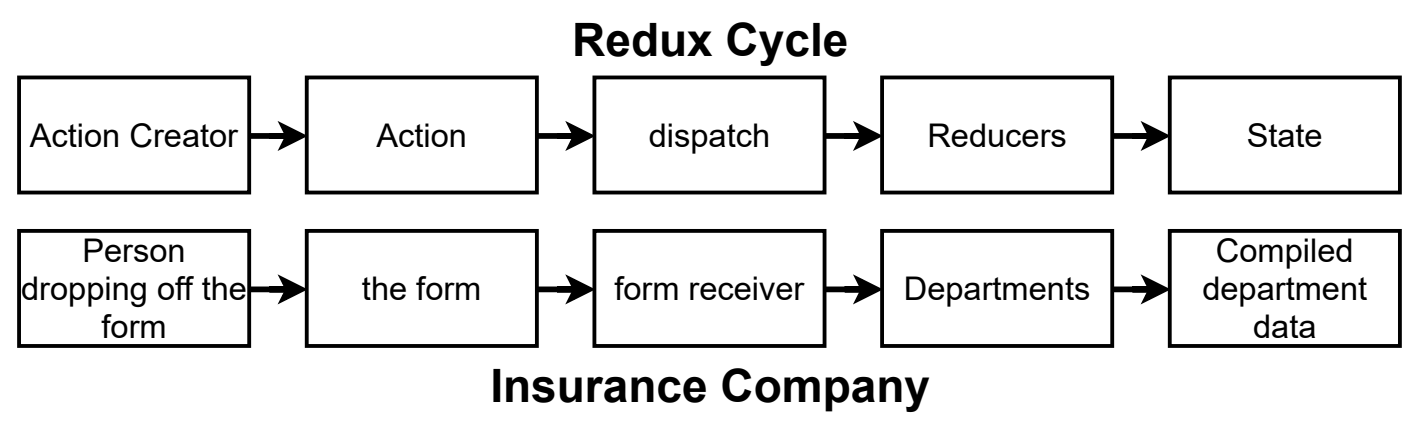 Redux Cycle
Action Creator
Action
dispatch
Reducers
State
Person
dropping off the
form
the form
form receiver
Departments
Compiled
department
data
Insurance Company